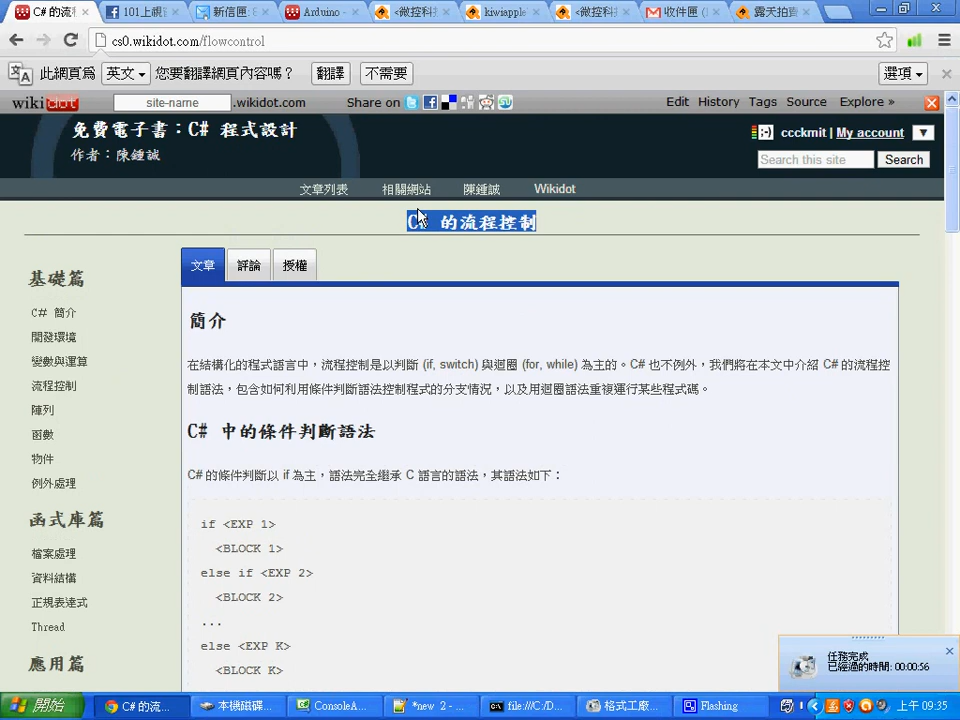 C# 的流...
101上視
新信匣: 8
Arduino -
<微控科技
kiwiapple
<微控科技
收件匣 (
露天拍賣
cs0.wikidot.com/flowcontrol
此網頁為 英文 您要翻譯網頁內容嗎？ 翻譯 不需要 選項
wikidot site-name .wikidot.com Share on Edit History Tags Source Explore »
免費電子書：C# 程式設計
作者：陳鍾誠
ccckmit | My account
Search this site Search
文章列表 相關網站 陳鍾誠 Wikidot
C# 的流程控制
文章 評論 授權
基礎篇
C# 簡介
開發環境
變數與運算
流程控制
陣列
函數
物件
例外處理
函式庫篇
檔案處理
資料結構
正規表達式
Thread
應用篇
簡介
在結構化的程式語言中，流程控制是以判斷 (if, switch) 與迴圈 (for, while) 為主的。C# 也不例外，我們將在本文中介紹 C# 的流程控
制語法，包含如何利用條件判斷語法控制程式的分支情況，以及用迴圈語法重複運行某些程式碼。
C# 中的條件判斷語法
C# 的條件判斷以 if 為主，語法完全繼承 C 語言的語法，其語法如下：
if <EXP 1>
<BLOCK 1>
else if <EXP 2>
<BLOCK 2>
...
else <EXP K>
<BLOCK K>
任務完成
已經過的時間: 00:00:56
開始 C# 的流... 本機磁碟... ConsoleA... *new 2 - ... file:///C:/D... 格式工廠... Flashing 上午 09:35